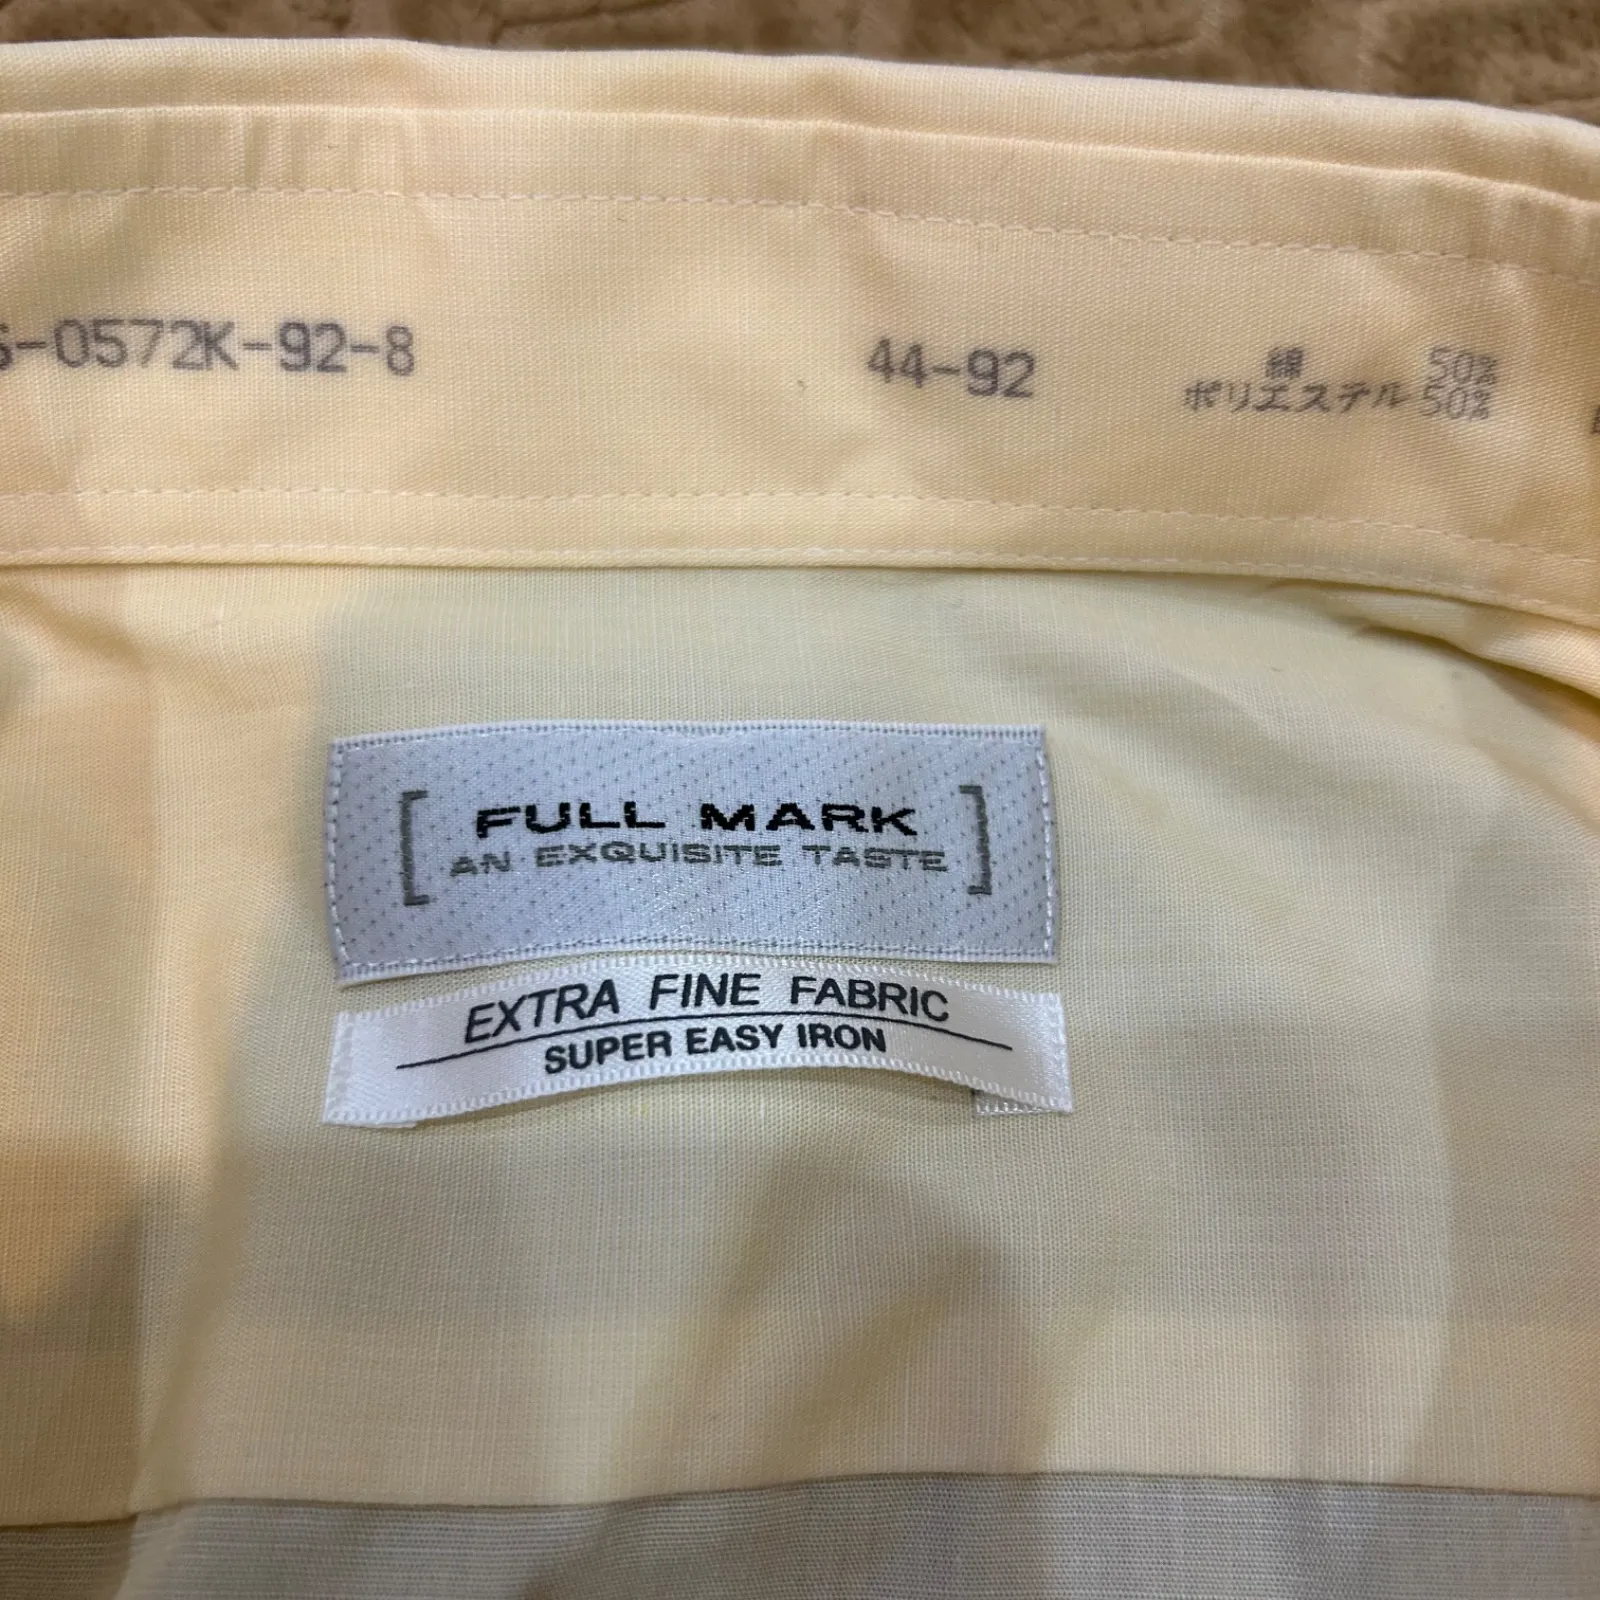 -0572K-92-8
44-92
綿 50%
ポリエステル 50%
FULL MARK
AN EXQUISITE TASTE
EXTRA FINE FABRIC
SUPER EASY IRON